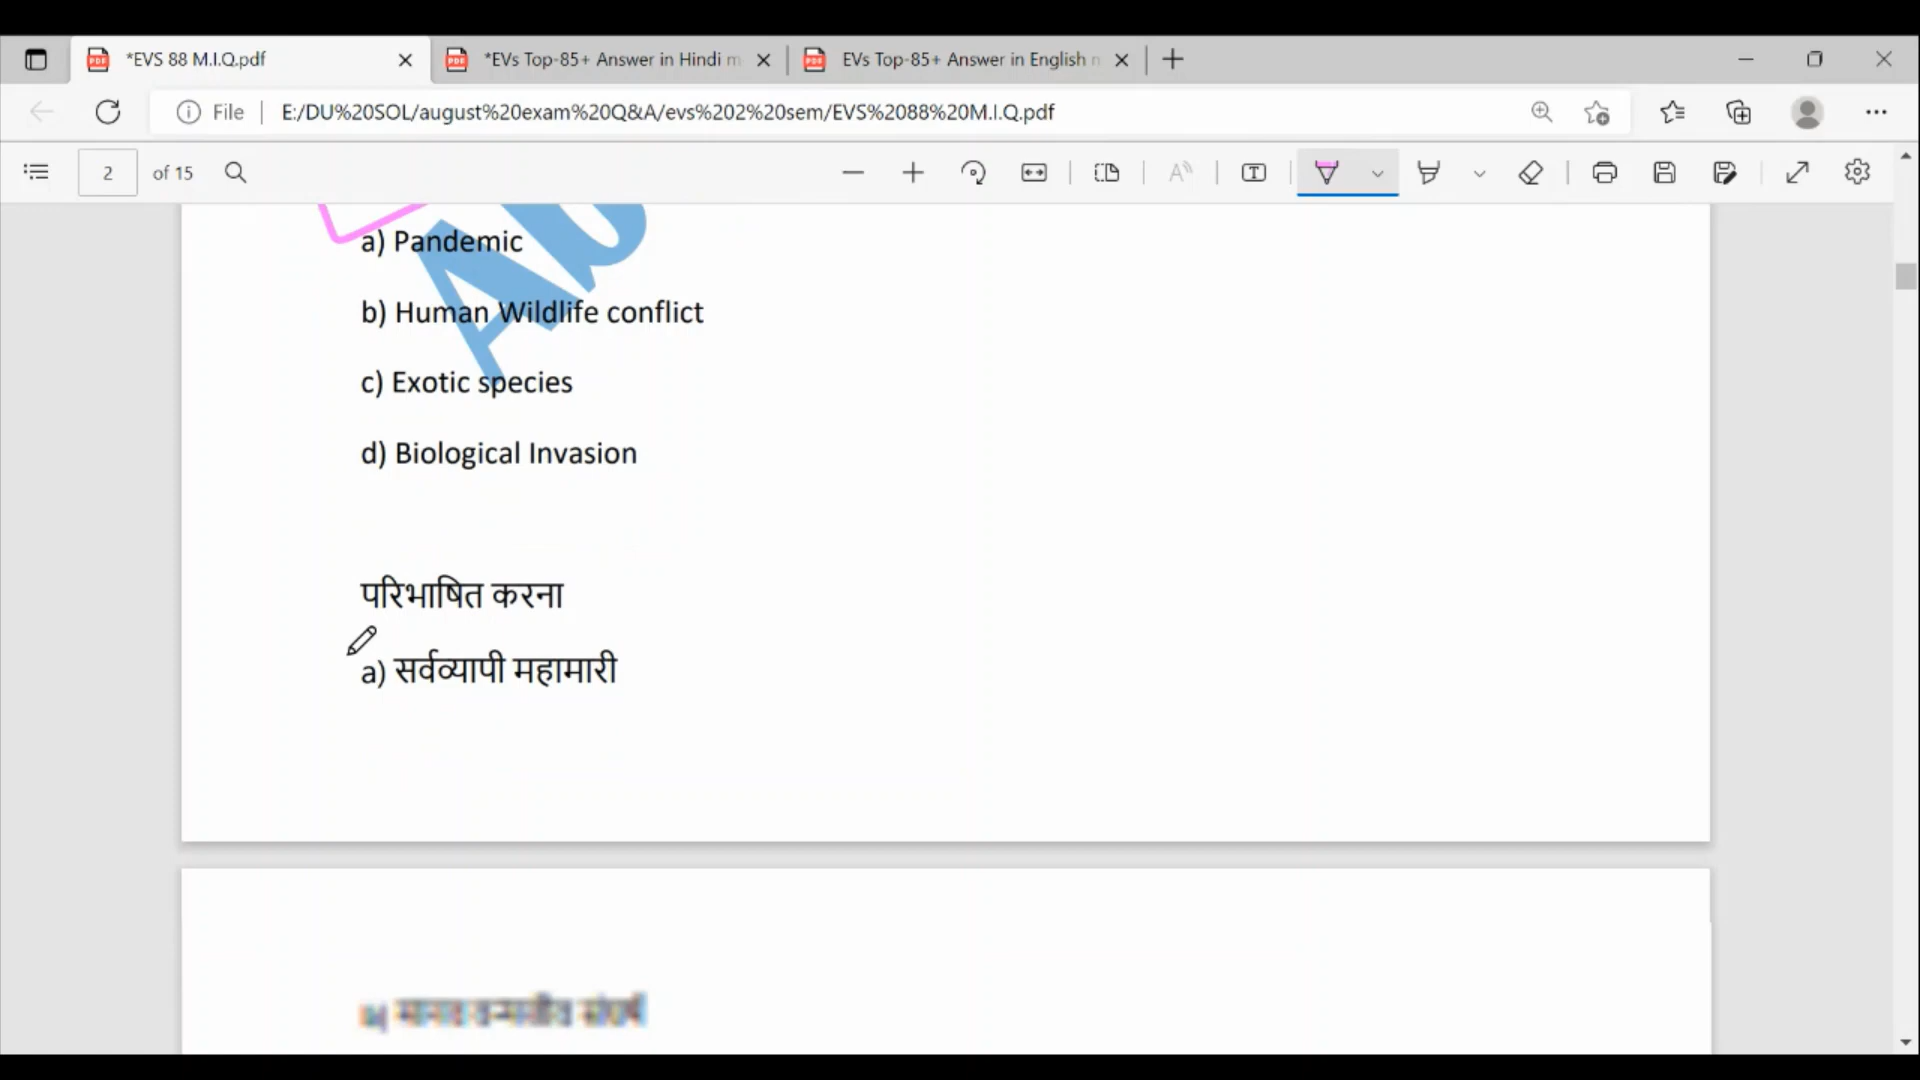 *EVS 88 M.I.Q.pdf
*EVs Top-85+ Answer in Hindi m
EVs Top-85+ Answer in English
File
E:/DU%20SOL/august%20exam%20Q&A/evs%202%20sem/EVS%2088%20M.I.Q.pdf
2 of 15
a) Pandemic
b) Human Wildlife conflict
c) Exotic species
d) Biological Invasion
परिभाषित करना
a) सर्वव्यापी महामारी